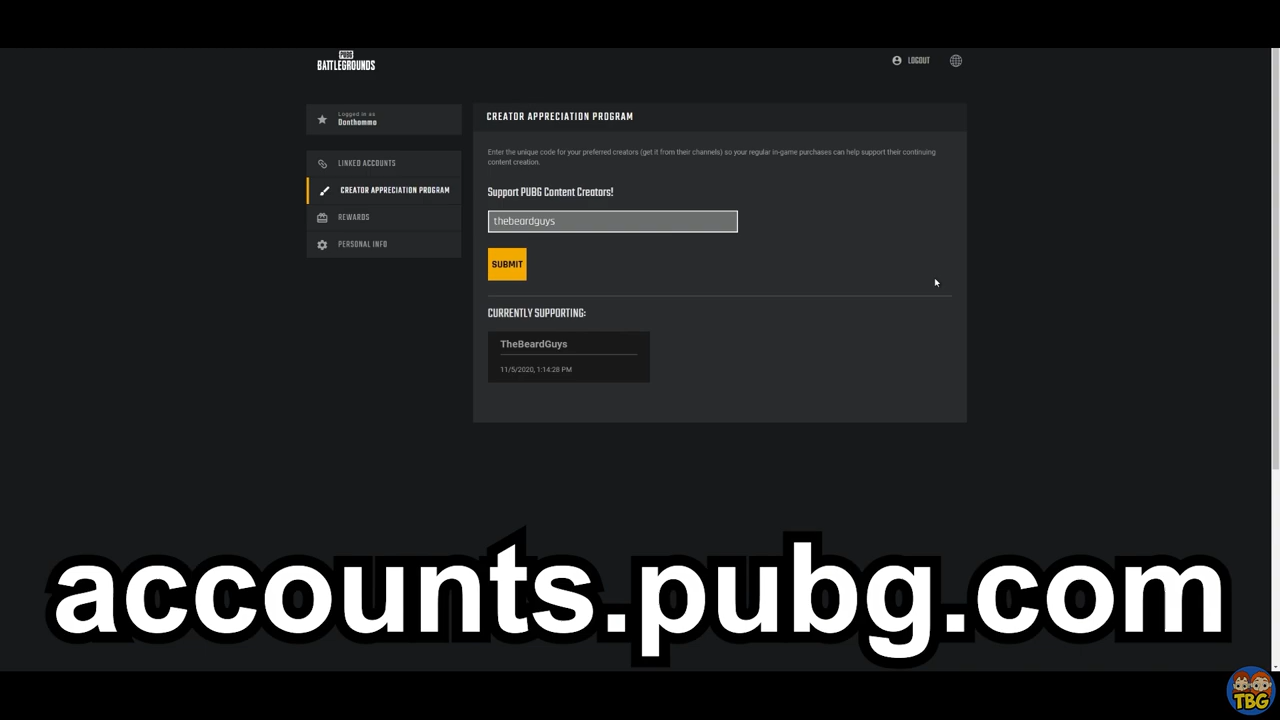 PUBG
BATTLEGROUNDS
LOGOUT
Logged in as
Donthommo
LINKED ACCOUNTS
CREATOR APPRECIATION PROGRAM
REWARDS
PERSONAL INFO
CREATOR APPRECIATION PROGRAM
Enter the unique code for your preferred creators (get it from their channels) so your regular in-game purchases can help support their continuing
content creation.
Support PUBG Content Creators!
thebeardguys
SUBMIT
CURRENTLY SUPPORTING:
TheBeardGuys
11/5/2020, 1:14:28 PM
accounts.pubg.com
TBG